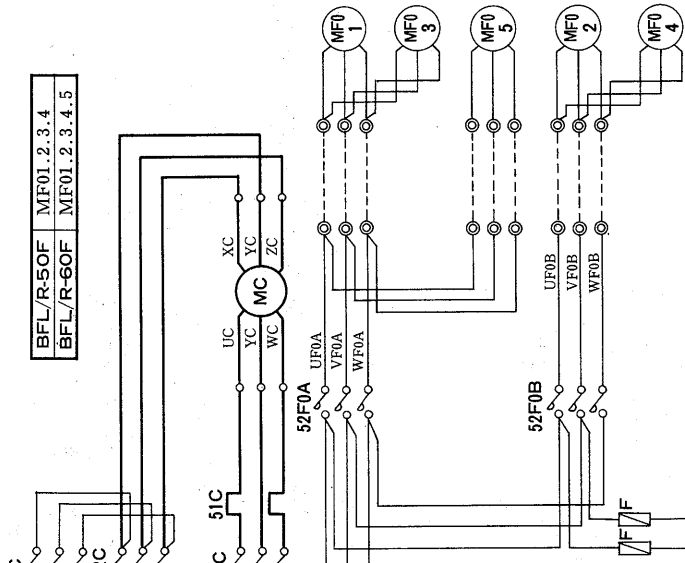 MF0 1
MF0 3
MF0 5
MF0 2
MF0 4
BFL/R-50F MF01.2.3.4
BFL/R-60F MF01.2.3.4.5
XC
YC
ZC
MC
UC
YC
WC
UF0A
VF0A
WF0A
UF0B
VF0B
WF0B
52F0A
52F0B
51C
F
F
C
C